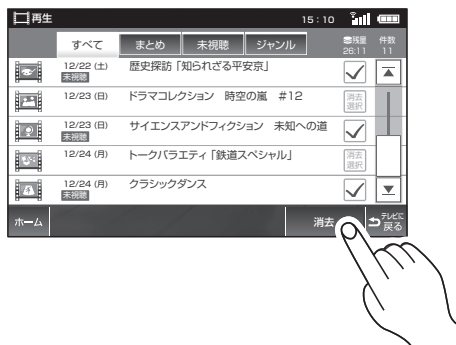 再生 15:10
すべて まとめ 未視聴 ジャンル 残量 件数
26:11 11
12/22 (土) 歴史探訪「知られざる平安京」
未視聴
12/23 (日) ドラマコレクション 時空の嵐 #12 消去
選択
12/23 (日) サイエンスアンドフィクション 未知への道
未視聴
12/24 (月) トークバラエティ「鉄道スペシャル」 消去
選択
12/24 (月) クラシックダンス
未視聴
ホーム 消去 テレビに
戻る